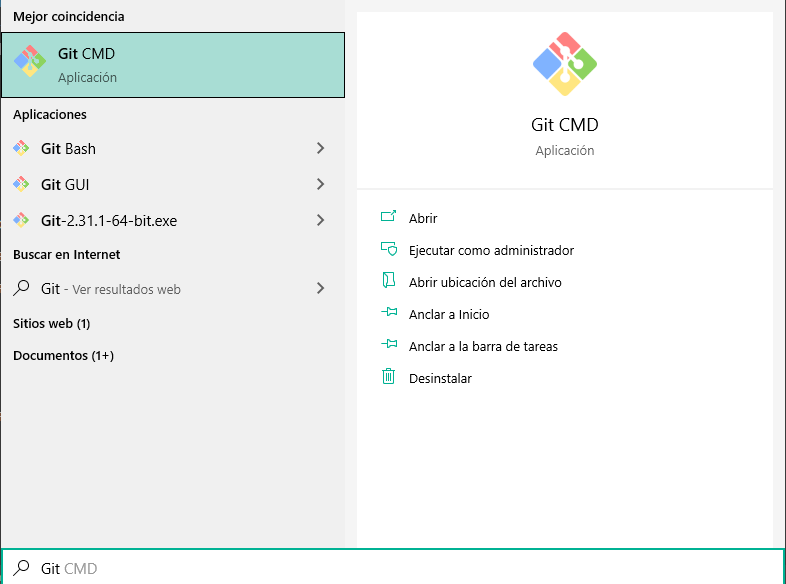 Mejor coincidencia
Git CMD
Aplicación
Aplicaciones
Git Bash
Git GUI
Git-2.31.1-64-bit.exe
Buscar en Internet
Git - Ver resultados web
Sitios web (1)
Documentos (1+)
Git CMD
Aplicación
Abrir
Ejecutar como administrador
Abrir ubicación del archivo
Anclar a Inicio
Anclar a la barra de tareas
Desinstalar
Git CMD